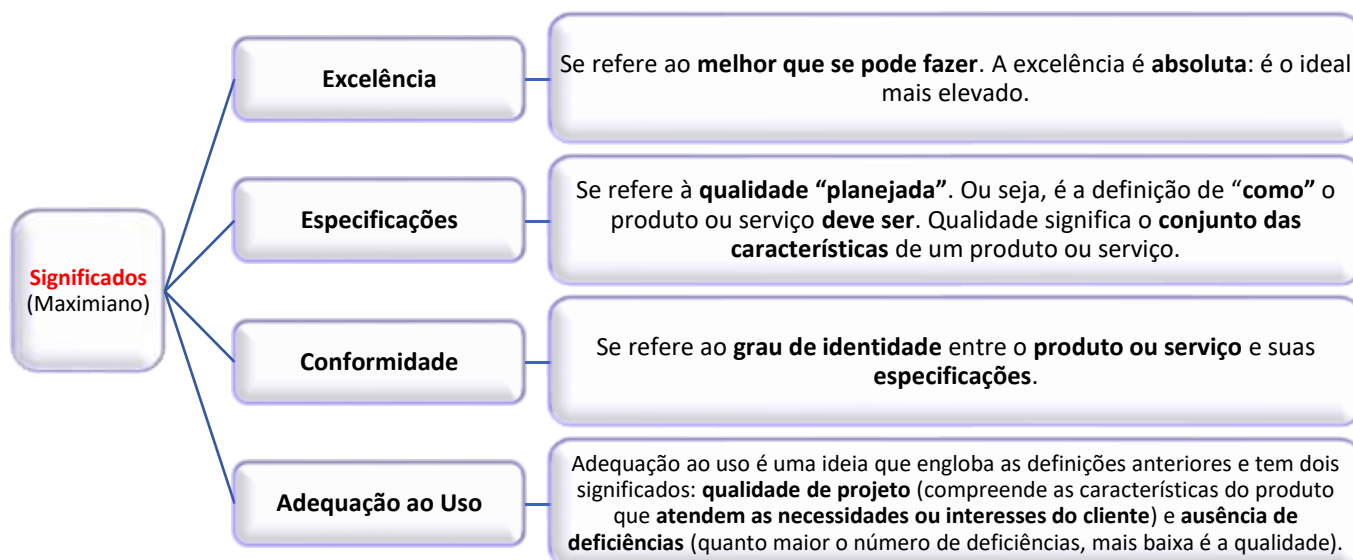 Significados
(Maximiano)
Excelência
Se refere ao melhor que se pode fazer. A excelência é absoluta: é o ideal
mais elevado.
Especificações
Se refere à qualidade “planejada”. Ou seja, é a definição de “como” o
produto ou serviço deve ser. Qualidade significa o conjunto das
características de um produto ou serviço.
Conformidade
Se refere ao grau de identidade entre o produto ou serviço e suas
especificações.
Adequação ao Uso
Adequação ao uso é uma ideia que engloba as definições anteriores e tem dois
significados: qualidade de projeto (compreende as características do produto
que atendem as necessidades ou interesses do cliente) e ausência de
deficiências (quanto maior o número de deficiências, mais baixa é a qualidade).